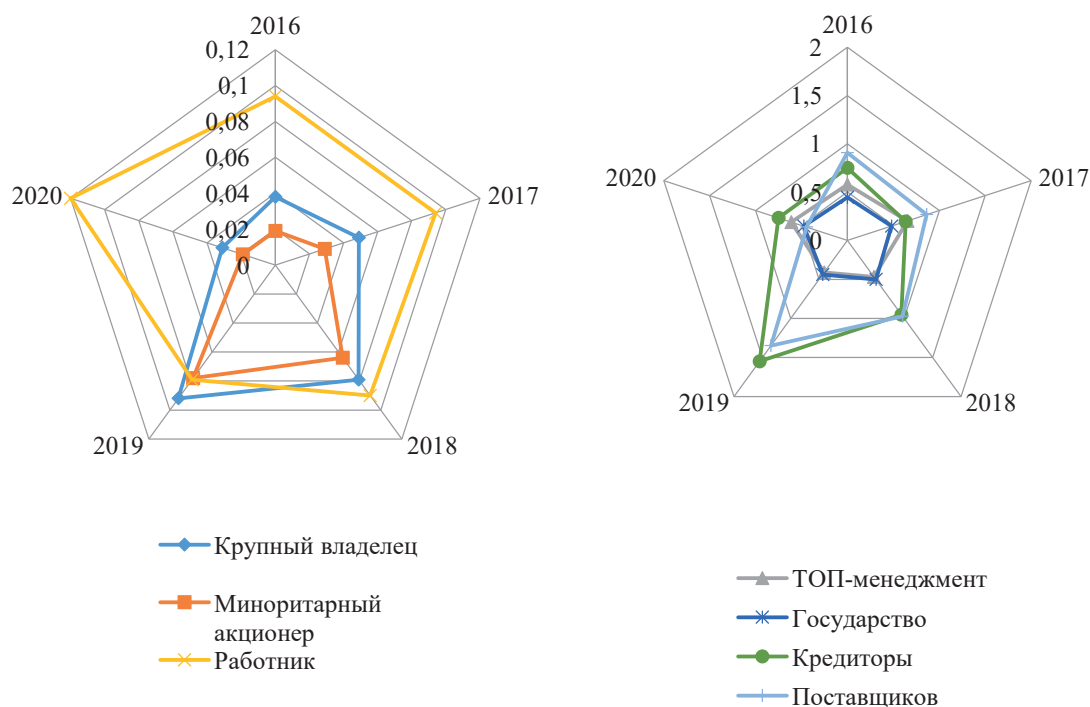 2016
0,12
0,1
0,08
0,06
0,04
0,02
0
2020
2017
2019
2018
Крупный владелец
Миноритарный
акционер
Работник
2016
2
1,5
1
0,5
0
2020
2017
2019
2018
ТОП-менеджмент
Государство
Кредиторы
Поставщиков